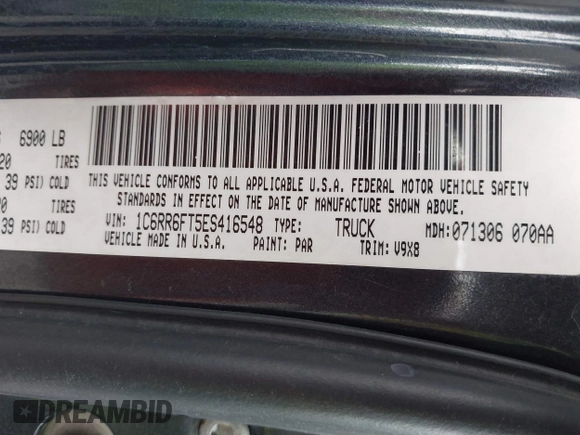 6900 LB
20 TIRES
39 PSI) COLD
TIRES
39 PSI) COLD
THIS VEHICLE CONFORMS TO ALL APPLICABLE U.S.A. FEDERAL MOTOR VEHICLE SAFETY
STANDARDS IN EFFECT ON THE DATE OF MANUFACTURE SHOWN ABOVE.
VIN: 1C6RR6FT5ES416548 TYPE: TRUCK MDH: 071306 070AA
VEHICLE MADE IN U.S.A. PAINT: PAR TRIM: V9X8
DREAMBID